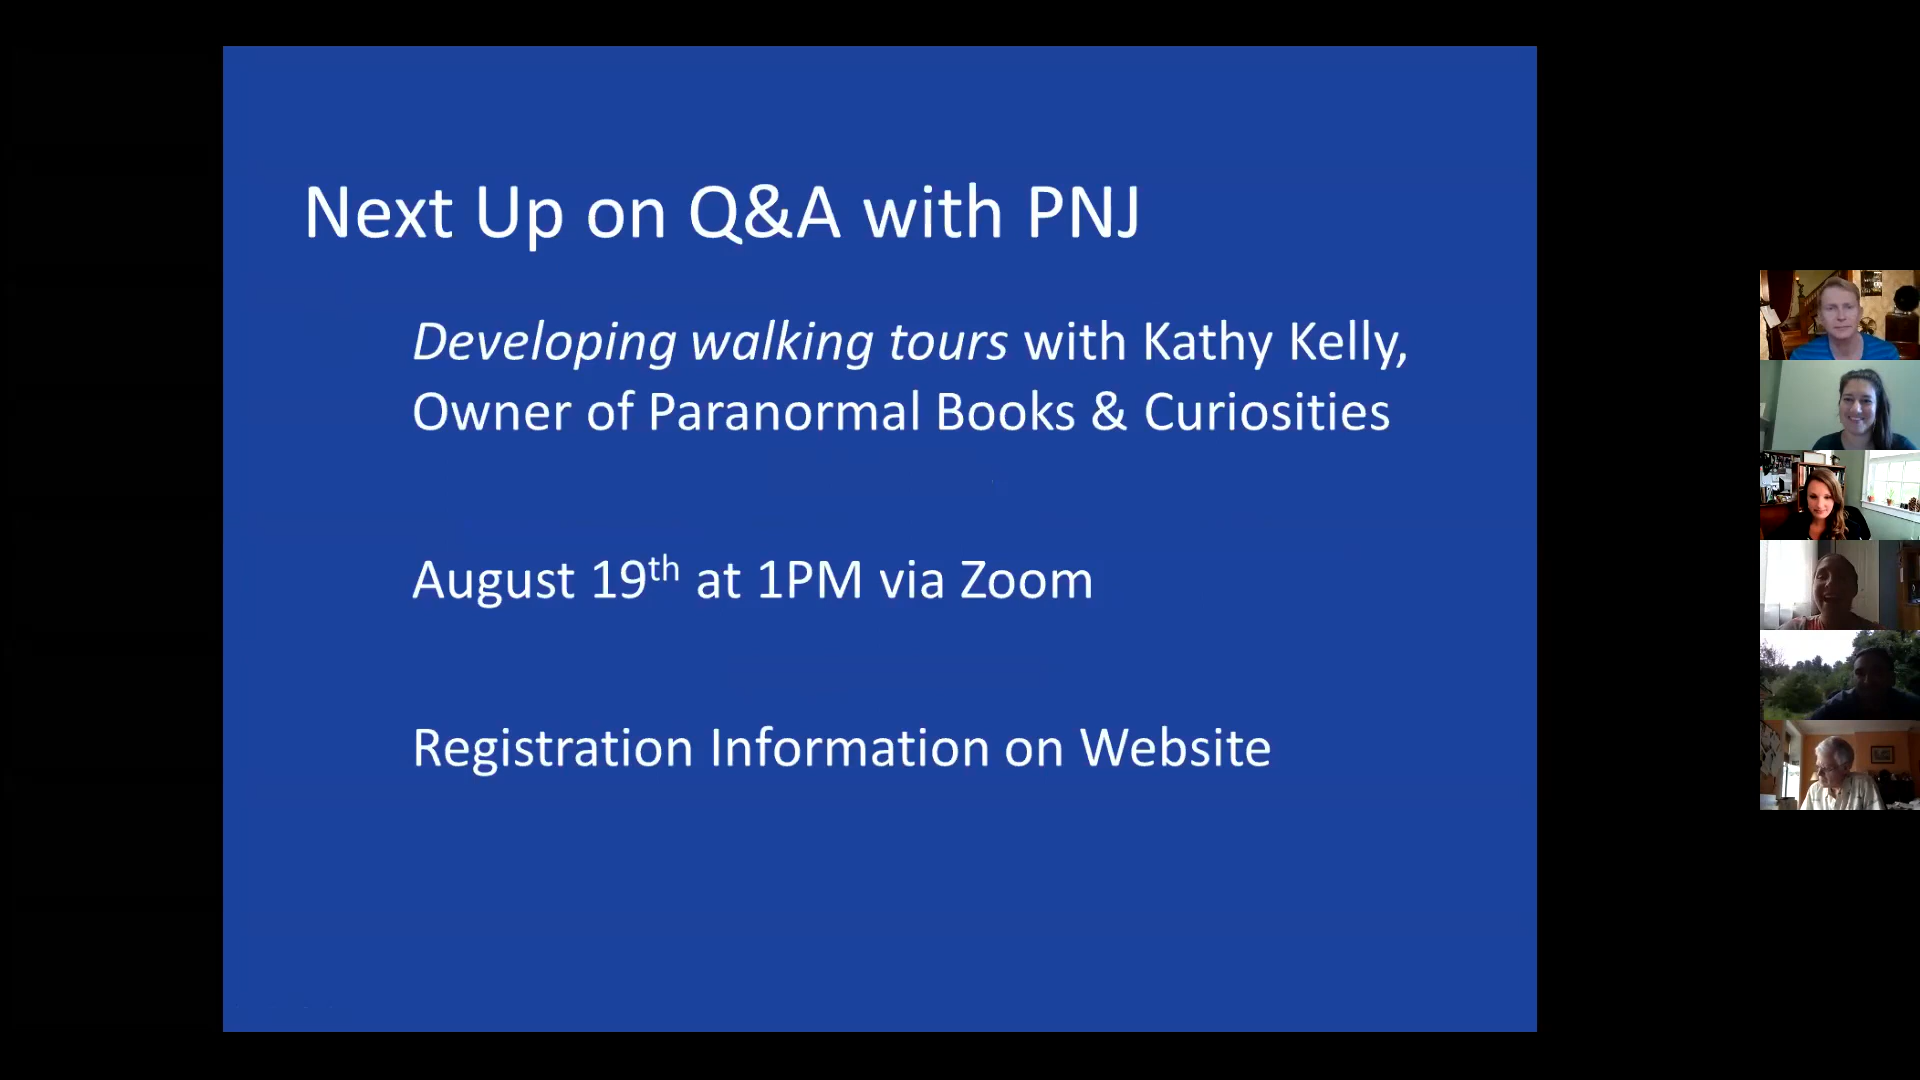 Next Up on Q&A with PNJ
Developing walking tours with Kathy Kelly,
Owner of Paranormal Books & Curiosities
August 19th at 1PM via Zoom
Registration Information on Website